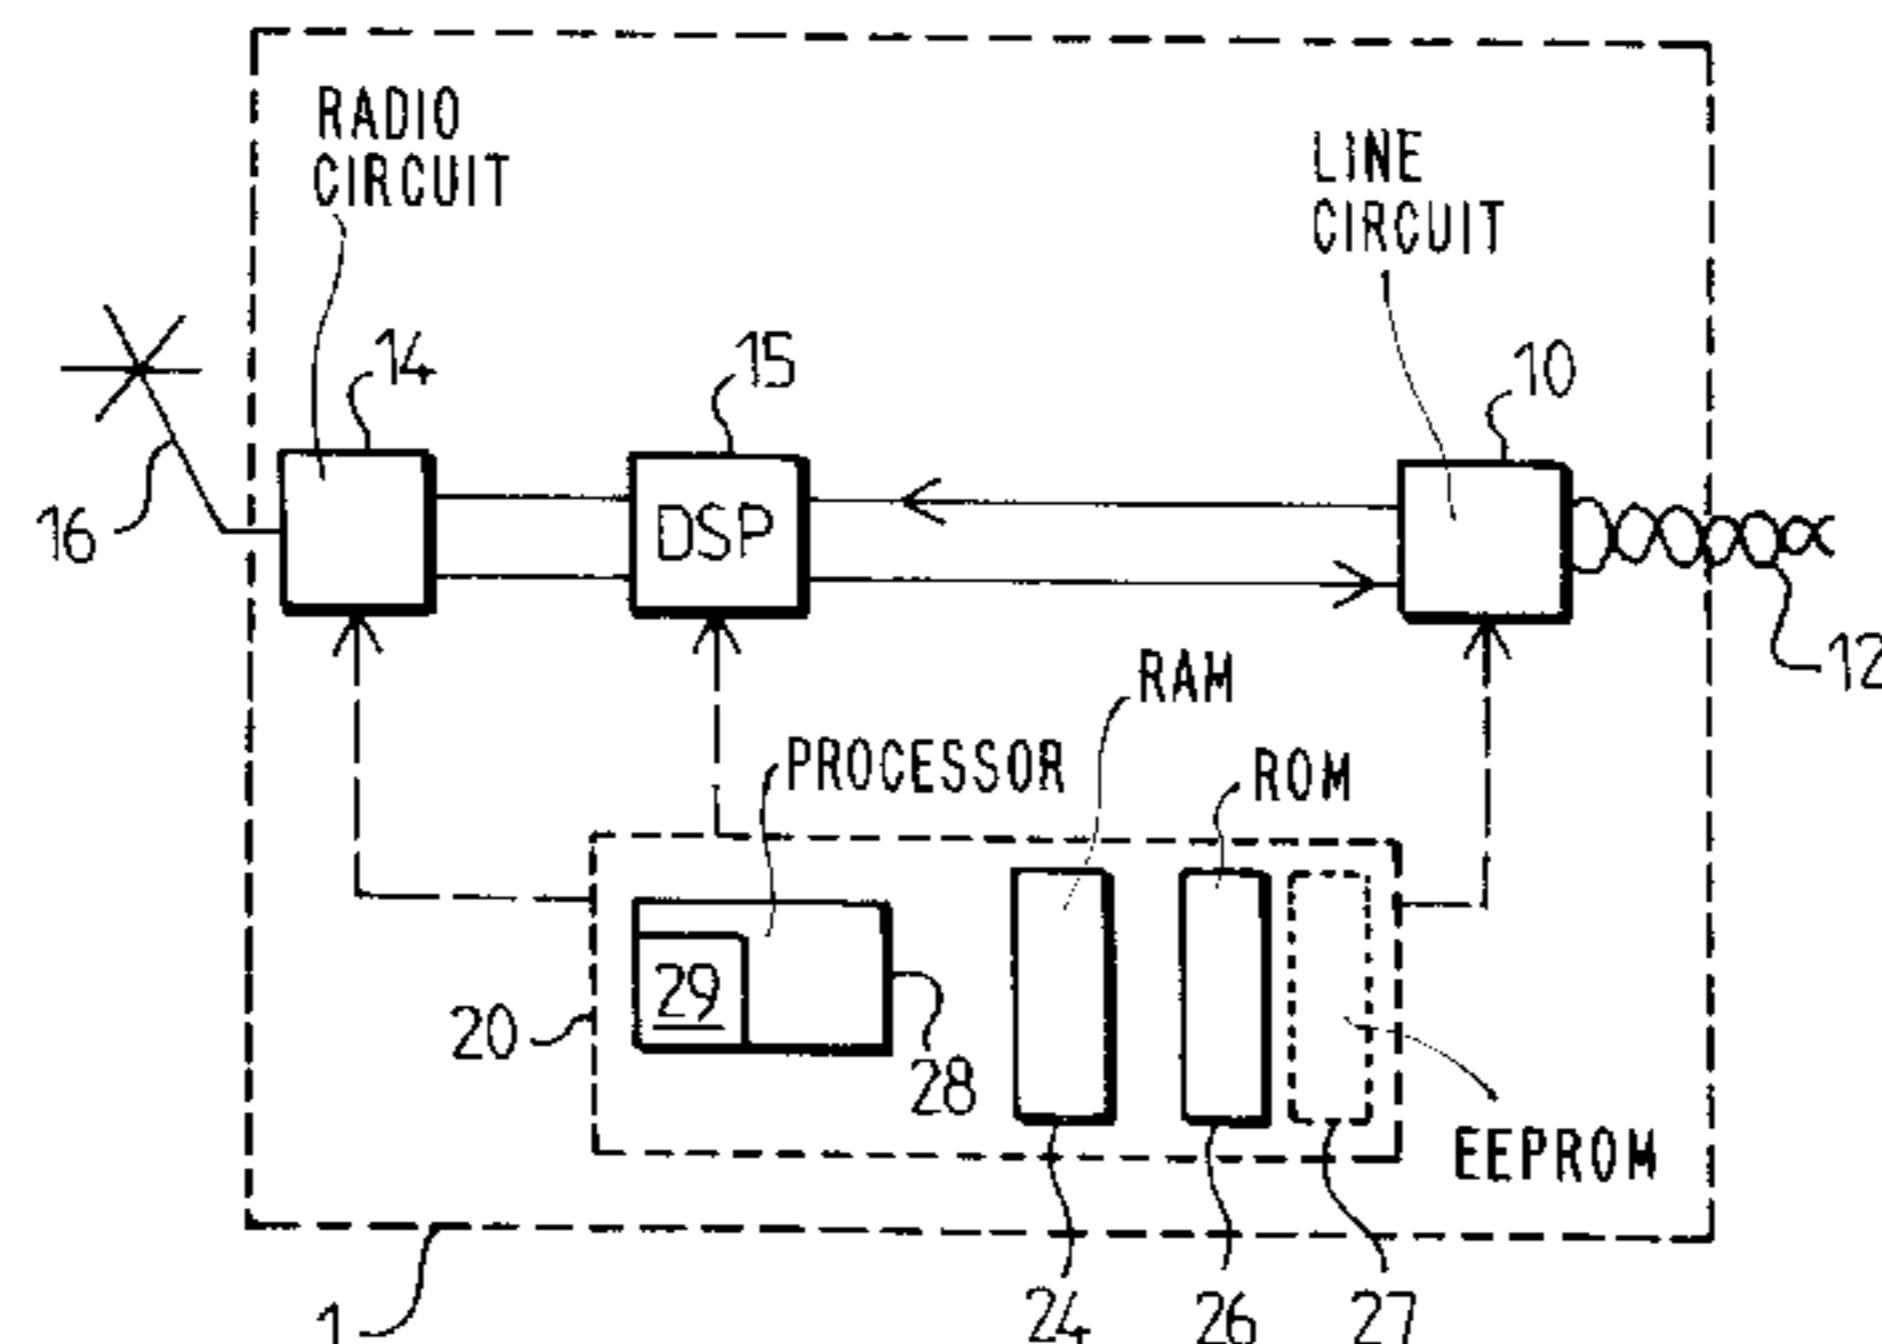 RADIO
CIRCUIT
LINE
CIRCUIT
14
15
10
16
DSP
12
RAM
PROCESSOR
ROM
29
20
28
EEPROM
1
24
26
27